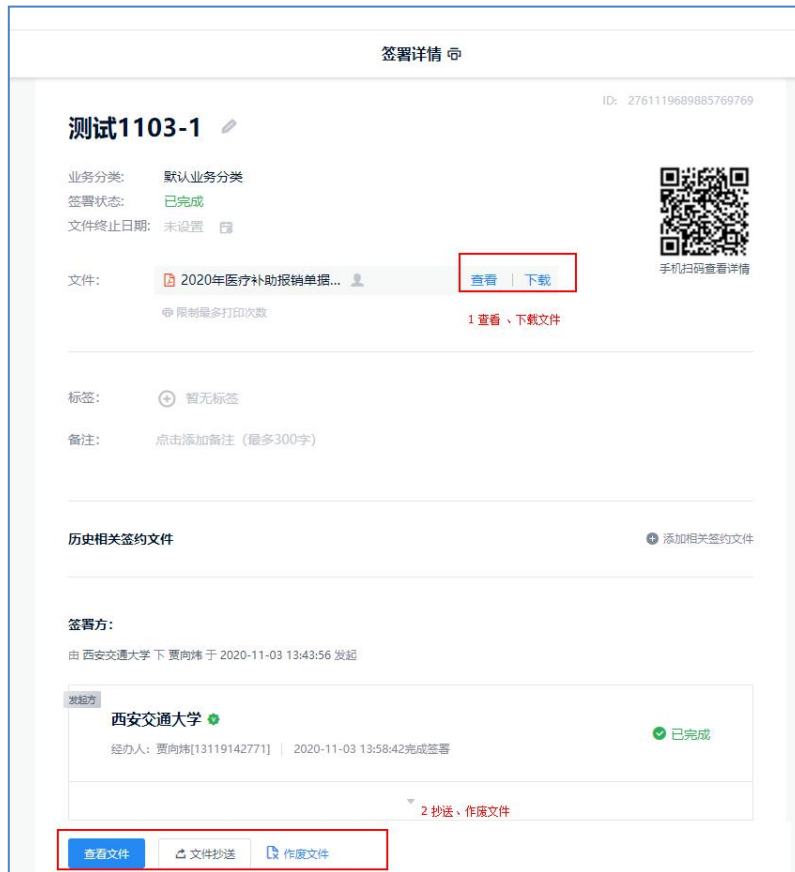 签署详情
ID: 2761119689885769769
测试1103-1
业务分类: 默认业务分类
签署状态: 已完成
文件终止日期: 未设置
手机扫码查看详情
文件: 2020年医疗补助报销单据... 查看 | 下载
限制最多打印次数
1 查看 、下载文件
标签: 暂无标签
备注: 点击添加备注（最多300字）
历史相关签约文件 添加相关签约文件
签署方：
由 西安交通大学 下 贾向炜 于 2020-11-03 13:43:56 发起
发起方
西安交通大学
已完成
经办人：贾向炜[13119142771] | 2020-11-03 13:58:42完成签署
2 抄送、作废文件
查看文件 文件抄送 作废文件